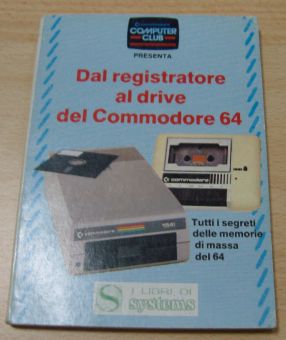 commodore
COMPUTER
CLUB
PRESENTA
Dal registratore
al drive
del Commodore 64
commodore
commodore
1541
Tutti i segreti
delle memorie
di massa
del 64
I LIBRI DI
S systems